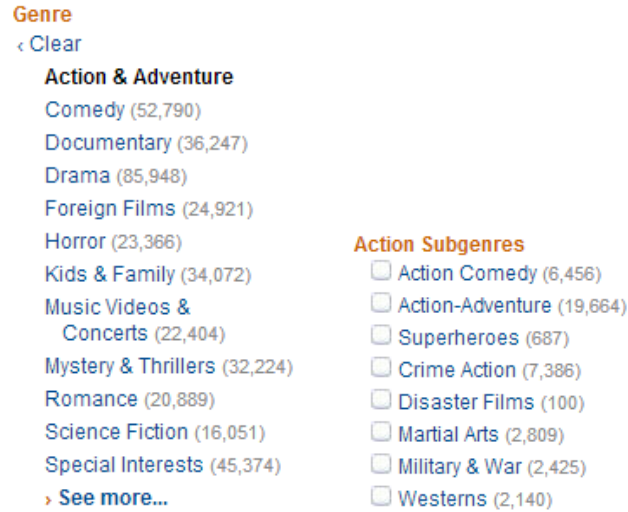 Genre
‹ Clear
Action & Adventure
Comedy (52,790)
Documentary (36,247)
Drama (85,948)
Foreign Films (24,921)
Horror (23,366)
Kids & Family (34,072)
Music Videos &
Concerts (22,404)
Mystery & Thrillers (32,224)
Romance (20,889)
Science Fiction (16,051)
Special Interests (45,374)
› See more...
Action Subgenres
Action Comedy (6,456)
Action-Adventure (19,664)
Superheroes (687)
Crime Action (7,386)
Disaster Films (100)
Martial Arts (2,809)
Military & War (2,425)
Westerns (2,140)